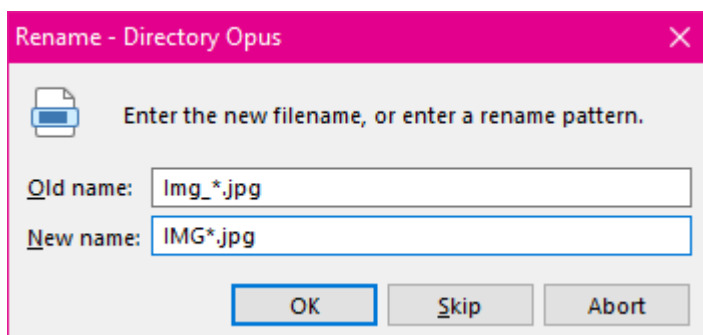 Rename - Directory Opus
Enter the new filename, or enter a rename pattern.
Old name: Img_*.jpg
New name: IMG*.jpg
OK Skip Abort